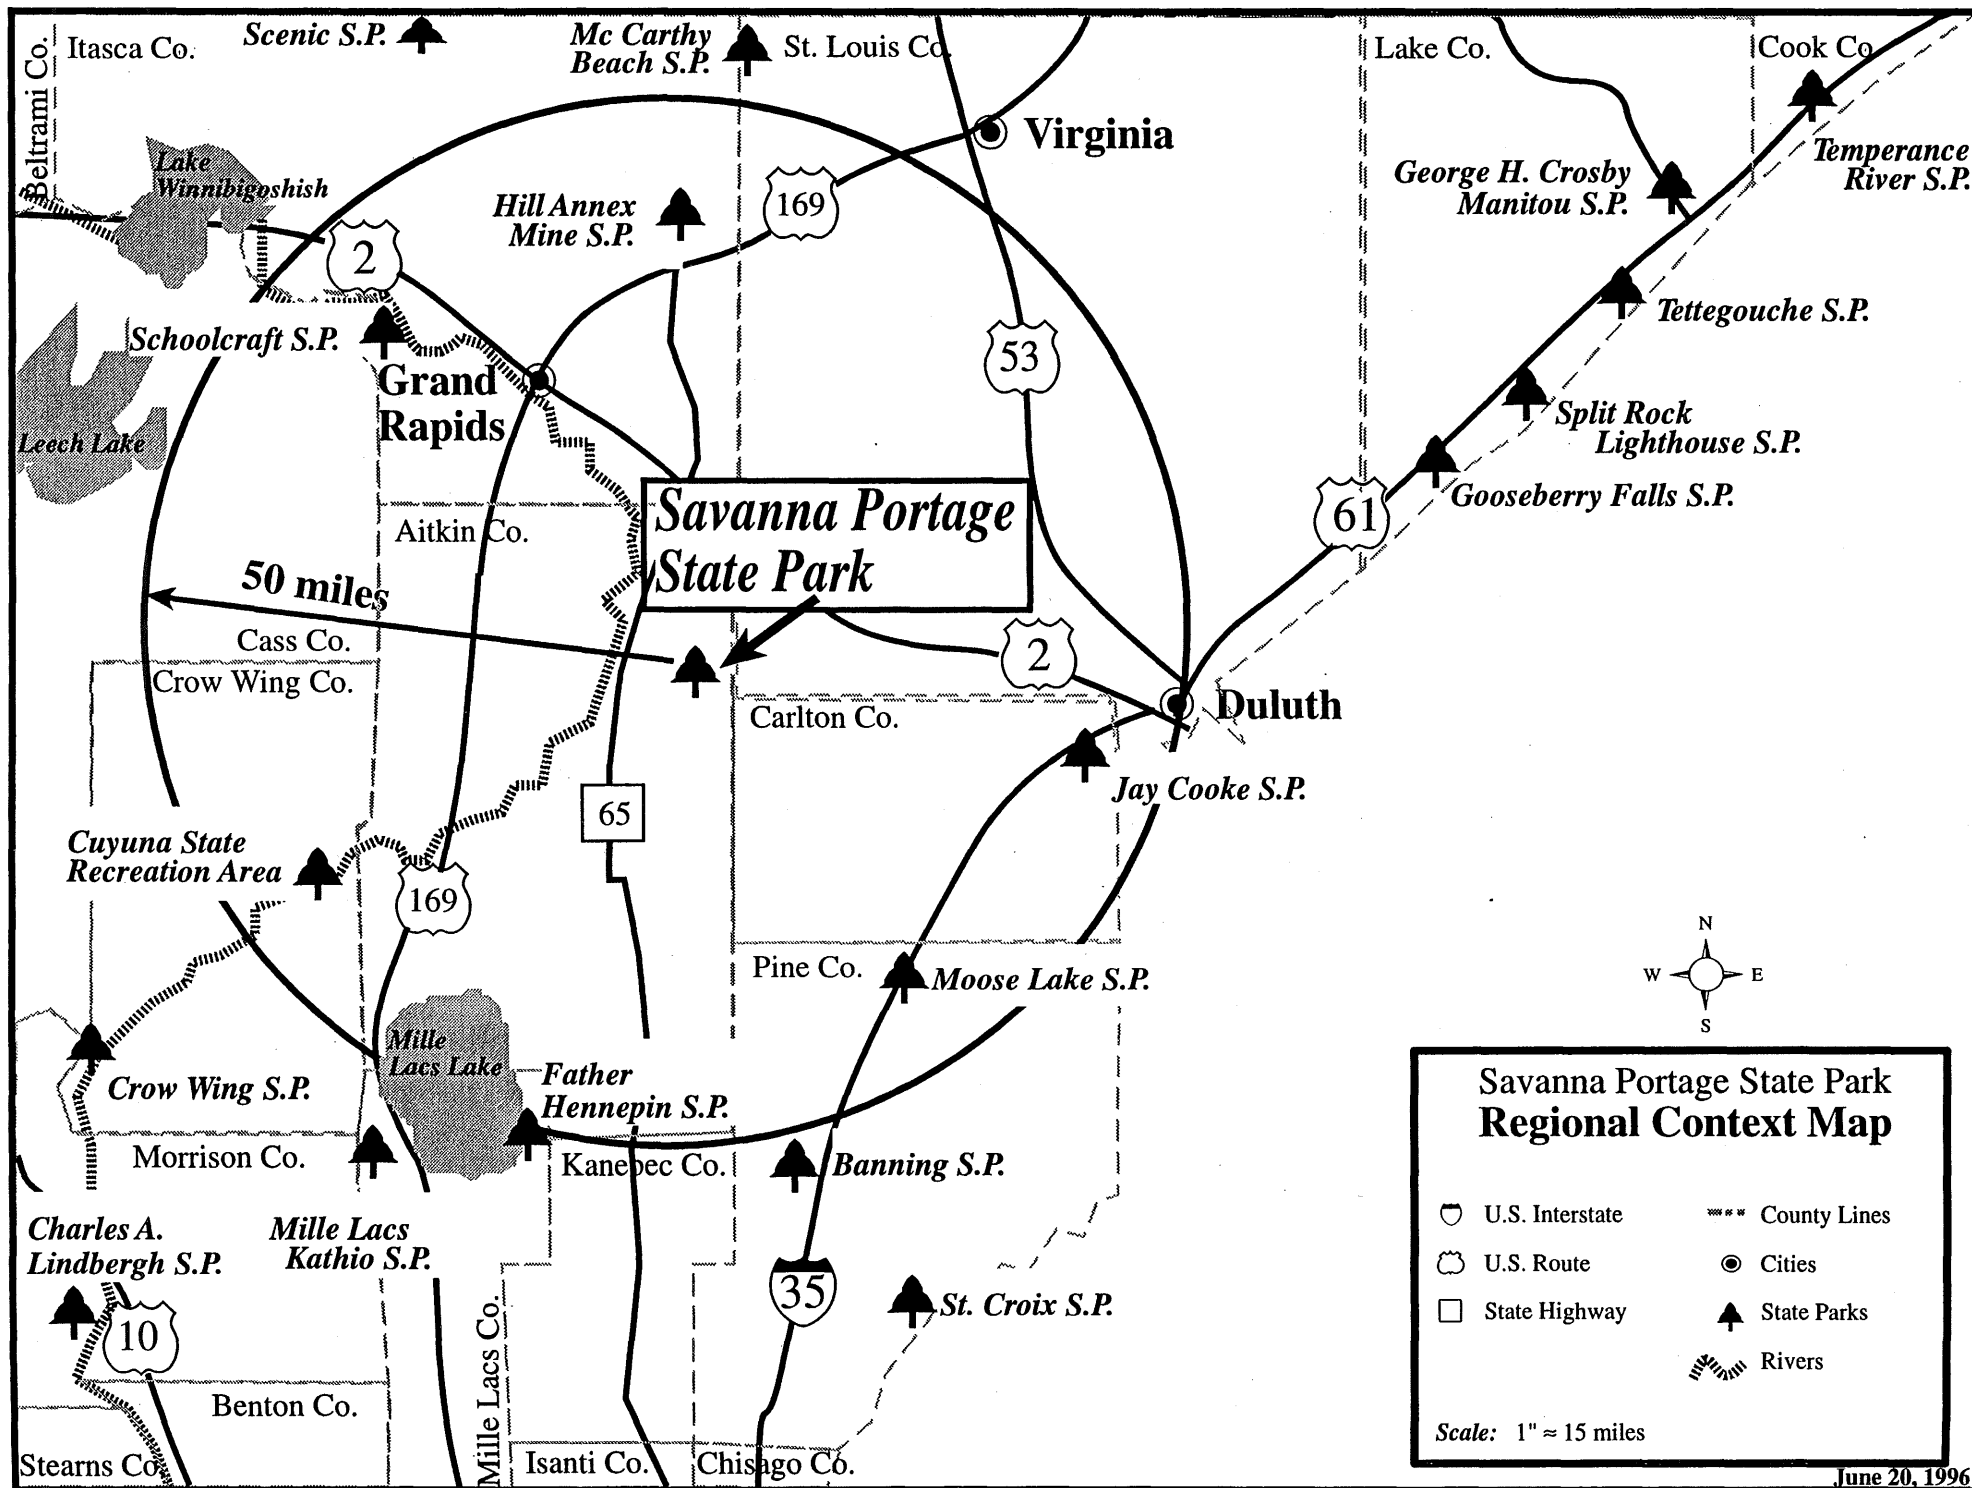 Beltrami Co.
Itasca Co.
Scenic S.P.
Mc Carthy
Beach S.P.
St. Louis Co.
Lake Co.
Cook Co.
Virginia
Temperance
River S.P.
George H. Crosby
Manitou S.P.
Lake
Winnibigoshish
Hill Annex
Mine S.P.
169
2
Tettegouche S.P.
Schoolcraft S.P.
53
Grand
Rapids
Split Rock
Lighthouse S.P.
Leech Lake
Gooseberry Falls S.P.
61
Savanna Portage
State Park
Aitkin Co.
50 miles
Cass Co.
Crow Wing Co.
2
Duluth
Carlton Co.
Jay Cooke S.P.
65
Cuyuna State
Recreation Area
169
Pine Co.
Moose Lake S.P.
N
W
E
S
Mille
Lacs Lake
Father
Hennepin S.P.
Crow Wing S.P.
Morrison Co.
Kanebec Co.
Banning S.P.
Charles A.
Lindbergh S.P.
Mille Lacs
Kathio S.P.
35
St. Croix S.P.
10
Mille Lacs Co.
Benton Co.
Stearns Co.
Isanti Co.
Chisago Co.
Savanna Portage State Park
Regional Context Map
U.S. Interstate
County Lines
U.S. Route
Cities
State Highway
State Parks
Rivers
Scale: 1" ≈ 15 miles
June 20, 1996